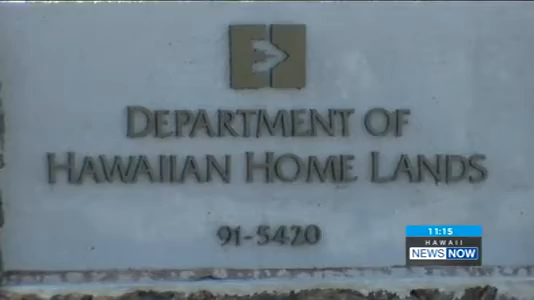 DEPARTMENT OF
HAWAIIAN HOME LANDS
91-5420
11:15
HAWAII
NEWS NOW